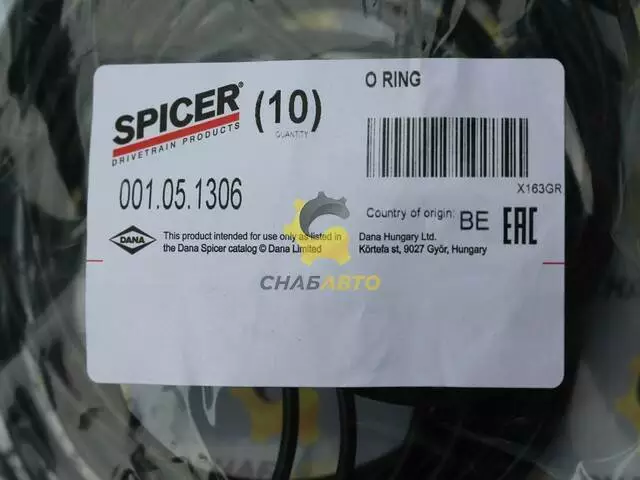 SPICER®
DRIVETRAIN PRODUCTS
(10)
QUANTITY
O RING
X163GR
001.05.1306
Country of origin: BE
EAC
DANA
This product intended for use only as listed in
the Dana Spicer catalog © Dana Limited
Dana Hungary Ltd.
Körtefa st, 9027 Győr, Hungary
СНАБАВТО